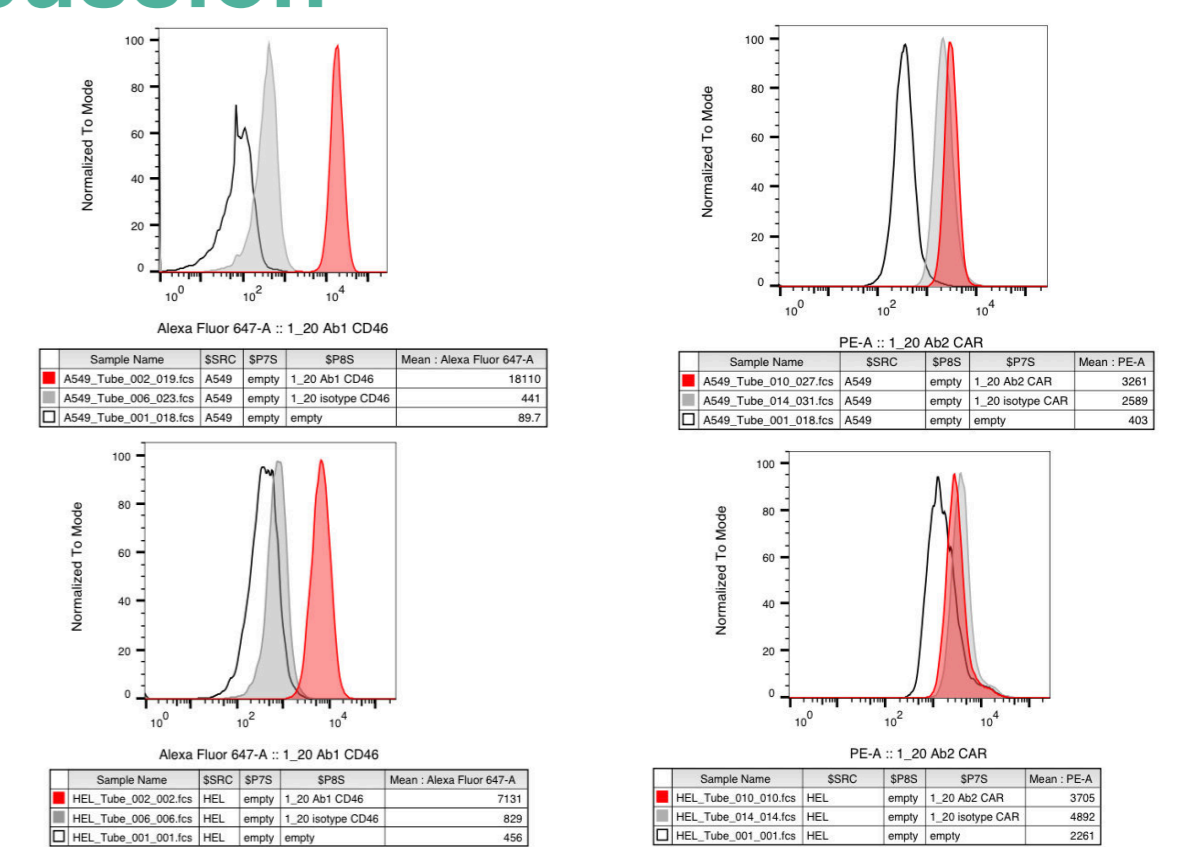 100
80
60
40
20
0
Normalized To Mode
10^0 10^2 10^4
Alexa Fluor 647-A :: 1_20 Ab1 CD46
Sample Name $SRC $P7S $P8S Mean : Alexa Fluor 647-A
A549_Tube_002_019.fcs A549 empty 1_20 Ab1 CD46 18110
A549_Tube_006_023.fcs A549 empty 1_20 isotype CD46 441
A549_Tube_001_018.fcs A549 empty empty 89.7
100
80
60
40
20
0
Normalized To Mode
10^0 10^2 10^4
PE-A :: 1_20 Ab2 CAR
Sample Name $SRC $P8S $P7S Mean : PE-A
A549_Tube_010_027.fcs A549 empty 1_20 Ab2 CAR 3261
A549_Tube_014_031.fcs A549 empty 1_20 isotype CAR 2589
A549_Tube_001_018.fcs A549 empty empty 403
100
80
60
40
20
0
Normalized To Mode
10^0 10^2 10^4
Alexa Fluor 647-A :: 1_20 Ab1 CD46
Sample Name $SRC $P7S $P8S Mean : Alexa Fluor 647-A
HEL_Tube_002_002.fcs HEL empty 1_20 Ab1 CD46 7131
HEL_Tube_006_006.fcs HEL empty 1_20 isotype CD46 829
HEL_Tube_001_001.fcs HEL empty empty 456
100
80
60
40
20
0
Normalized To Mode
10^0 10^2 10^4
PE-A :: 1_20 Ab2 CAR
Sample Name $SRC $P8S $P7S Mean : PE-A
HEL_Tube_010_010.fcs HEL empty 1_20 Ab2 CAR 3705
HEL_Tube_014_014.fcs HEL empty 1_20 isotype CAR 4892
HEL_Tube_001_001.fcs HEL empty empty 2261